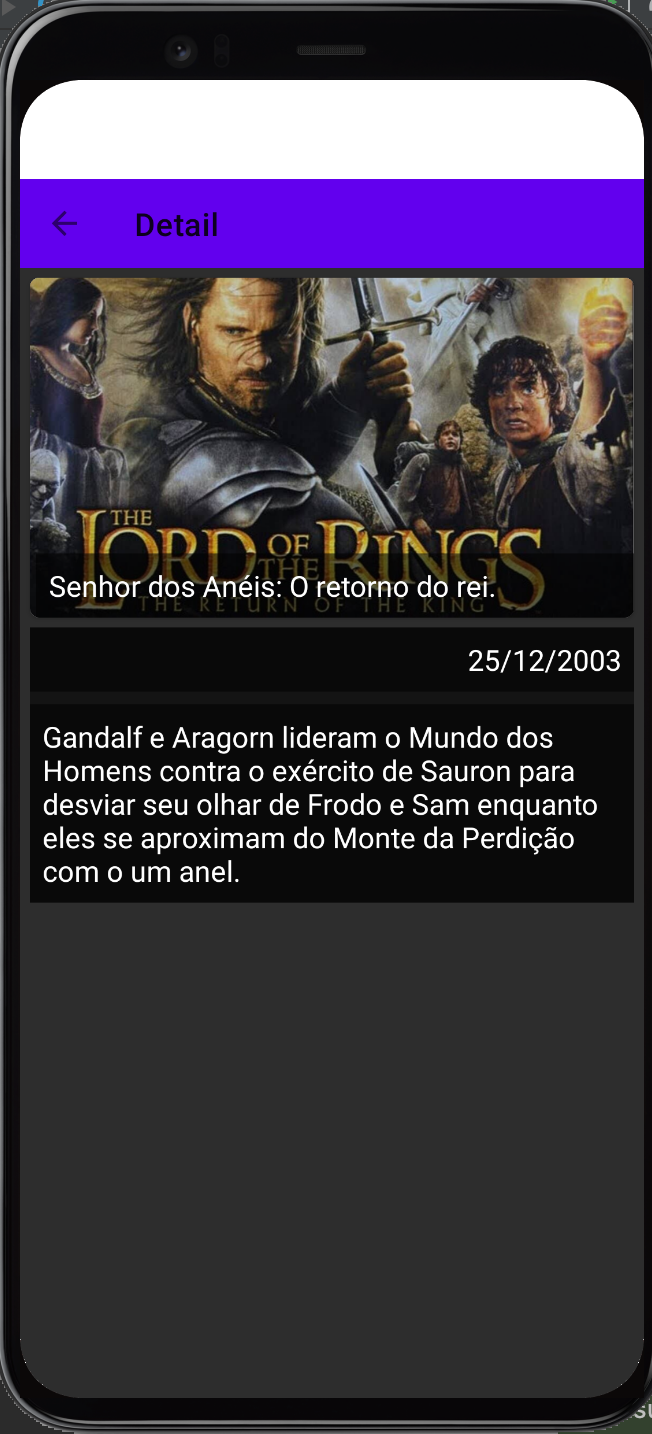 Detail
THE
LORD OF THE RINGS
Senhor dos Anéis: O retorno do rei.
THE RETURN OF THE KING
25/12/2003
Gandalf e Aragorn lideram o Mundo dos
Homens contra o exército de Sauron para
desviar seu olhar de Frodo e Sam enquanto
eles se aproximam do Monte da Perdição
com o um anel.